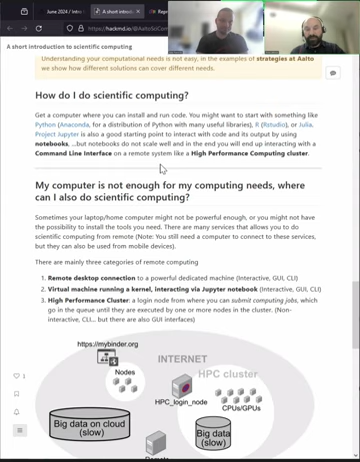 June 2024 / Intro
A short introduc
Rege
https://hackmd.io/@AaltoSciCom
A short introduction to scientific computing
Understanding your computational needs is not easy, in the examples of strategies at Aalto
we show how different solutions can cover different needs.
How do I do scientific computing?
Get a computer where you can install and run code. You might want to start with something like
Python (Anaconda, for a distribution of Python with many useful libraries), R (Rstudio), or Julia.
Project Jupyter is also a good starting point to interact with code and its output by using
notebooks. ...but notebooks do not scale well and in the end you will end up interacting with a
Command Line Interface on a remote system like a High Performance Computing cluster.
My computer is not enough for my computing needs, where
can I also do scientific computing?
Sometimes your laptop/home computer might not be powerful enough, or you might not have
the possibility to install the tools you need. There are many services that allows you to do
scientific computing from remote (Note: You still need a computer to connect to these services,
but they can also be used from mobile devices).
There are mainly three categories of remote computing
1. Remote desktop connection to a powerful dedicated machine (Interactive, GUI, CLI)
2. Virtual machine running a kernel, interacting via Jupyter notebook (Interactive, GUI, CLI)
3. High Performance Cluster: a login node from where you can submit computing jobs, which
go in the queue until they are executed by one or more nodes in the cluster. (Non-
interactive, CLI... but there are also GUI interfaces)
https://mybinder.org
INTERNET
Nodes
HPC cluster
HPC_login_node
CPUs/GPUs
Big data on cloud
(slow)
Big data
(slow)
Remote
1